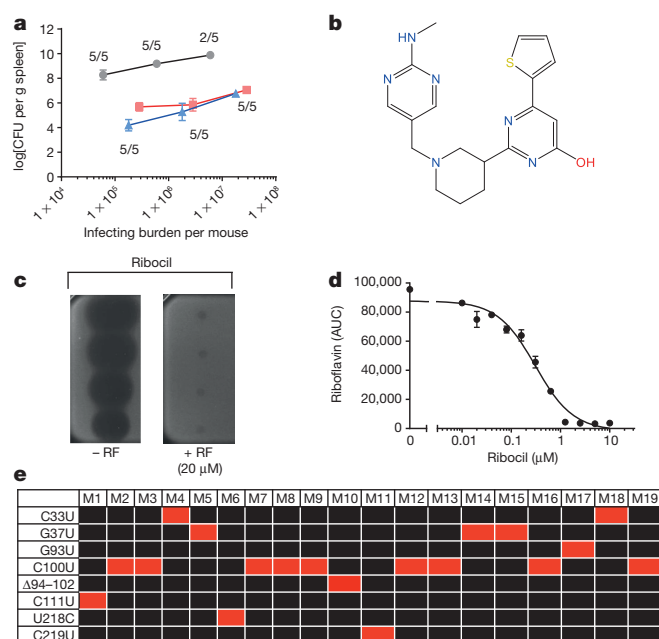 a
log[CFU per g spleen]
12
10
8
6
4
2
0
5/5
5/5
2/5
5/5
5/5
5/5
1 × 10⁴
1 × 10⁵
1 × 10⁶
1 × 10⁷
1 × 10⁸
Infecting burden per mouse
b
HN
N
N
N
S
N
N
OH
c
Ribocil
– RF
+ RF
(20 μM)
d
Riboflavin (AUC)
100,000
80,000
60,000
40,000
20,000
0
0
0.01
0.1
1
10
Ribocil (μM)
e
M1 M2 M3 M4 M5 M6 M7 M8 M9 M10 M11 M12 M13 M14 M15 M16 M17 M18 M19
C33U
G37U
G93U
C100U
Δ94–102
C111U
U218C
C219U